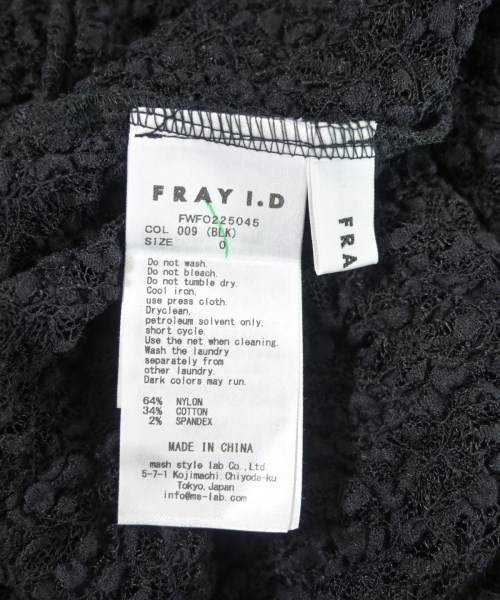 FRAY I.D
FWFO225045
COL 009 (BLK)
SIZE 0
Do not wash.
Do not bleach.
Do not tumble dry.
Cool iron.
use press cloth.
Dryclean.
petroleum solvent only.
short cycle.
Use the net when cleaning.
Wash the laundry
separately from
other laundry.
Dark colors may run.
64% NYLON
34% COTTON
2% SPANDEX
MADE IN CHINA
mash style lab Co., Ltd.
5-7-1 Kojimachi, Chiyoda-ku
Tokyo, Japan
info@ms-lab.com
FRA